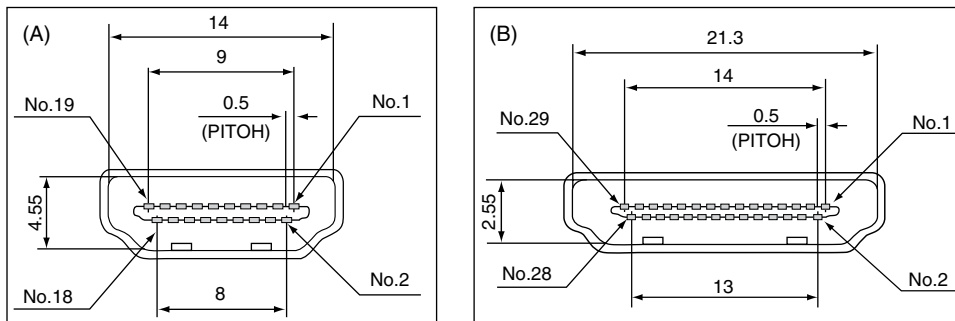 (A)
14
9
No.19
0.5
(PITOH)
No.1
4.55
No.18
No.2
8
(B)
21.3
14
No.29
0.5
(PITOH)
No.1
2.55
No.28
No.2
13